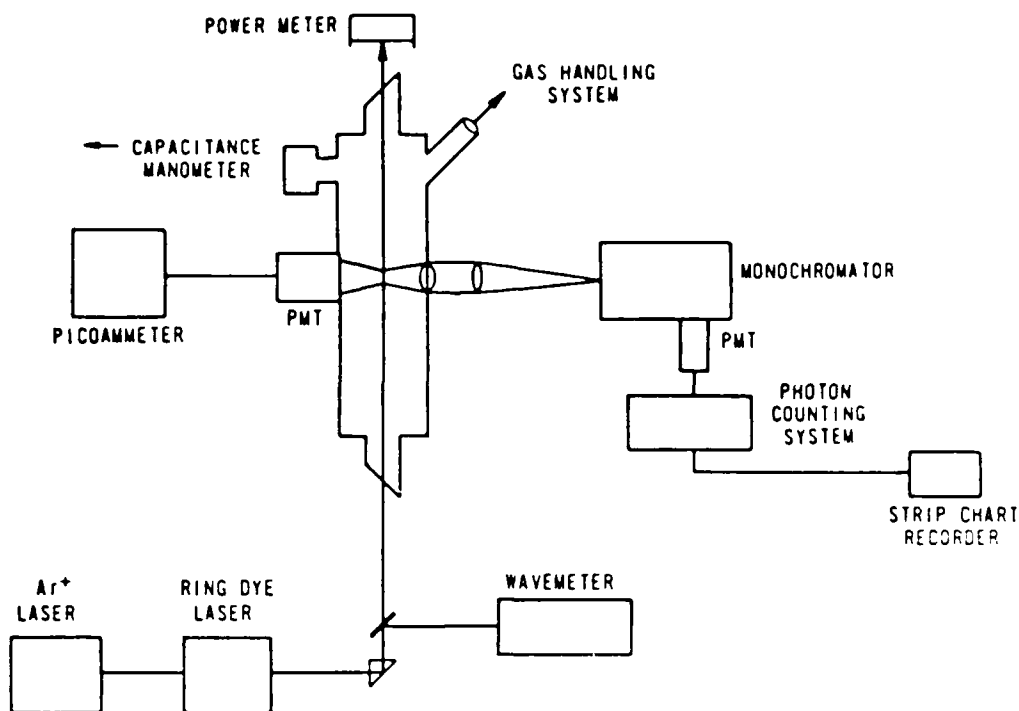 POWER METER
GAS HANDLING
SYSTEM
CAPACITANCE
MANOMETER
MONOCHROMATOR
PICOAMMETER
PMT
PMT
PHOTON
COUNTING
SYSTEM
STRIP CHART
RECORDER
WAVEMETER
Ar+
LASER
RING DYE
LASER